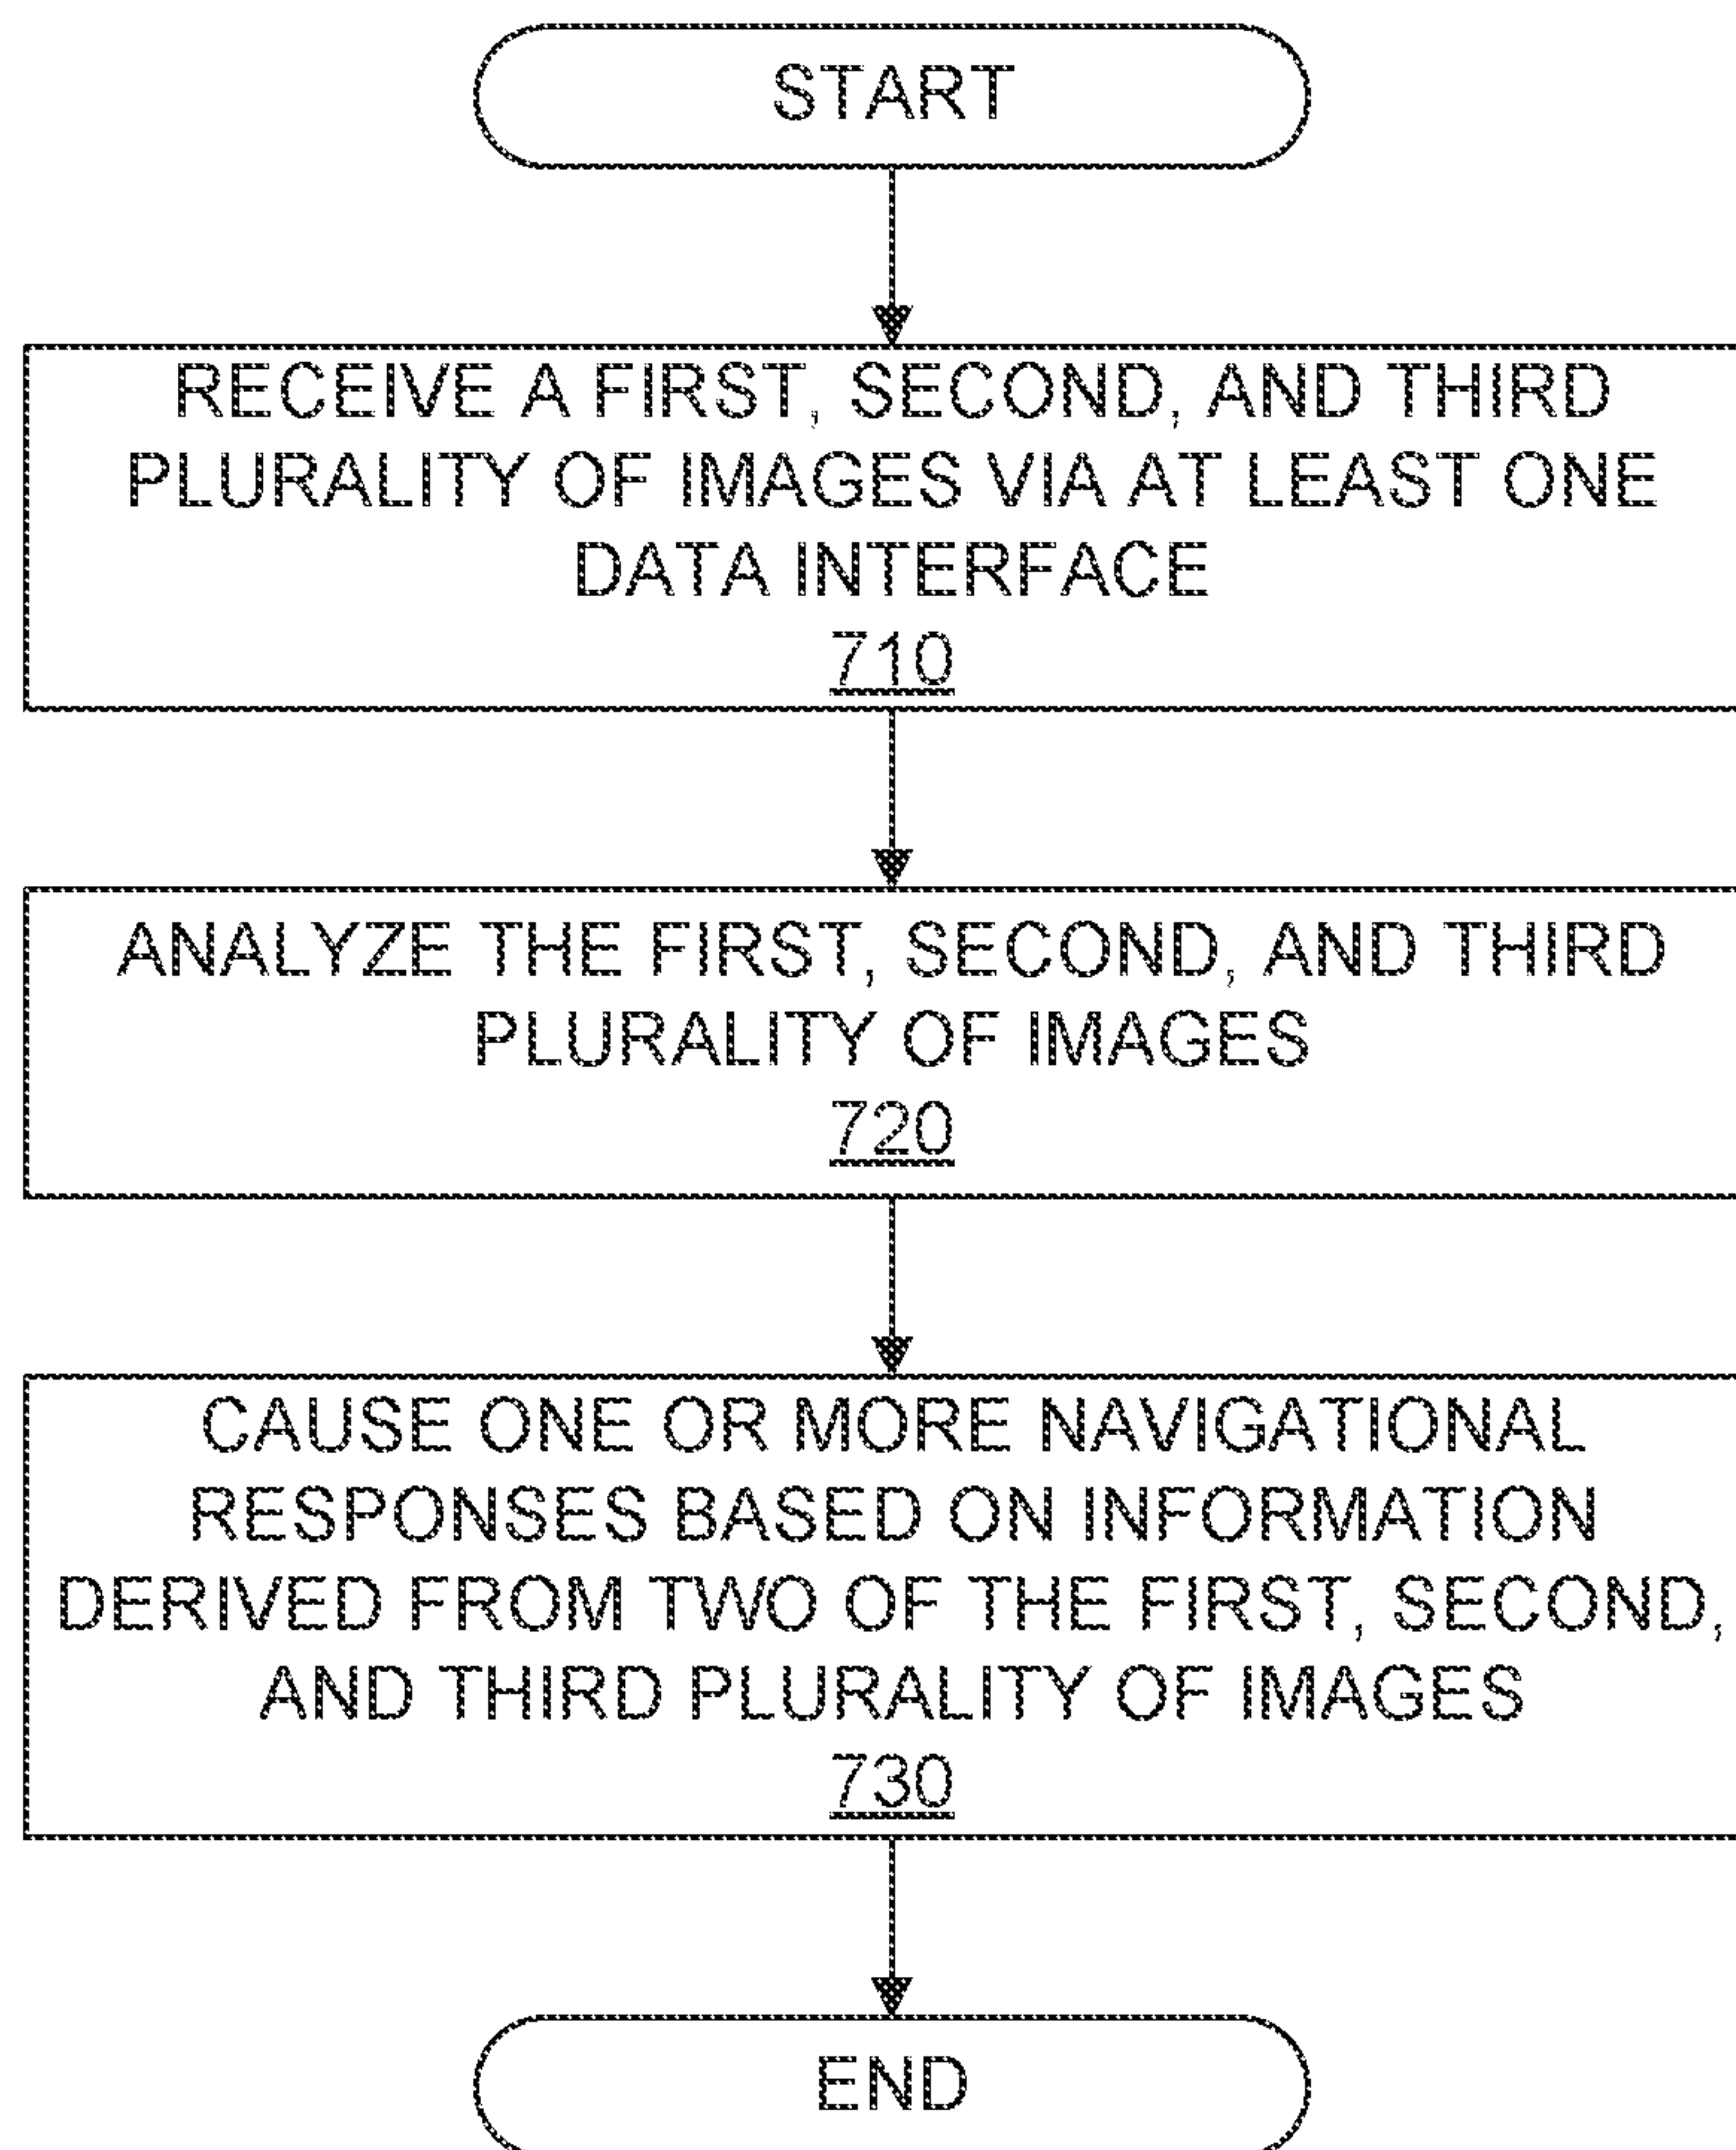 START
RECEIVE A FIRST, SECOND, AND THIRD
PLURALITY OF IMAGES VIA AT LEAST ONE
DATA INTERFACE
710
ANALYZE THE FIRST, SECOND, AND THIRD
PLURALITY OF IMAGES
720
CAUSE ONE OR MORE NAVIGATIONAL
RESPONSES BASED ON INFORMATION
DERIVED FROM TWO OF THE FIRST, SECOND,
AND THIRD PLURALITY OF IMAGES
730
END